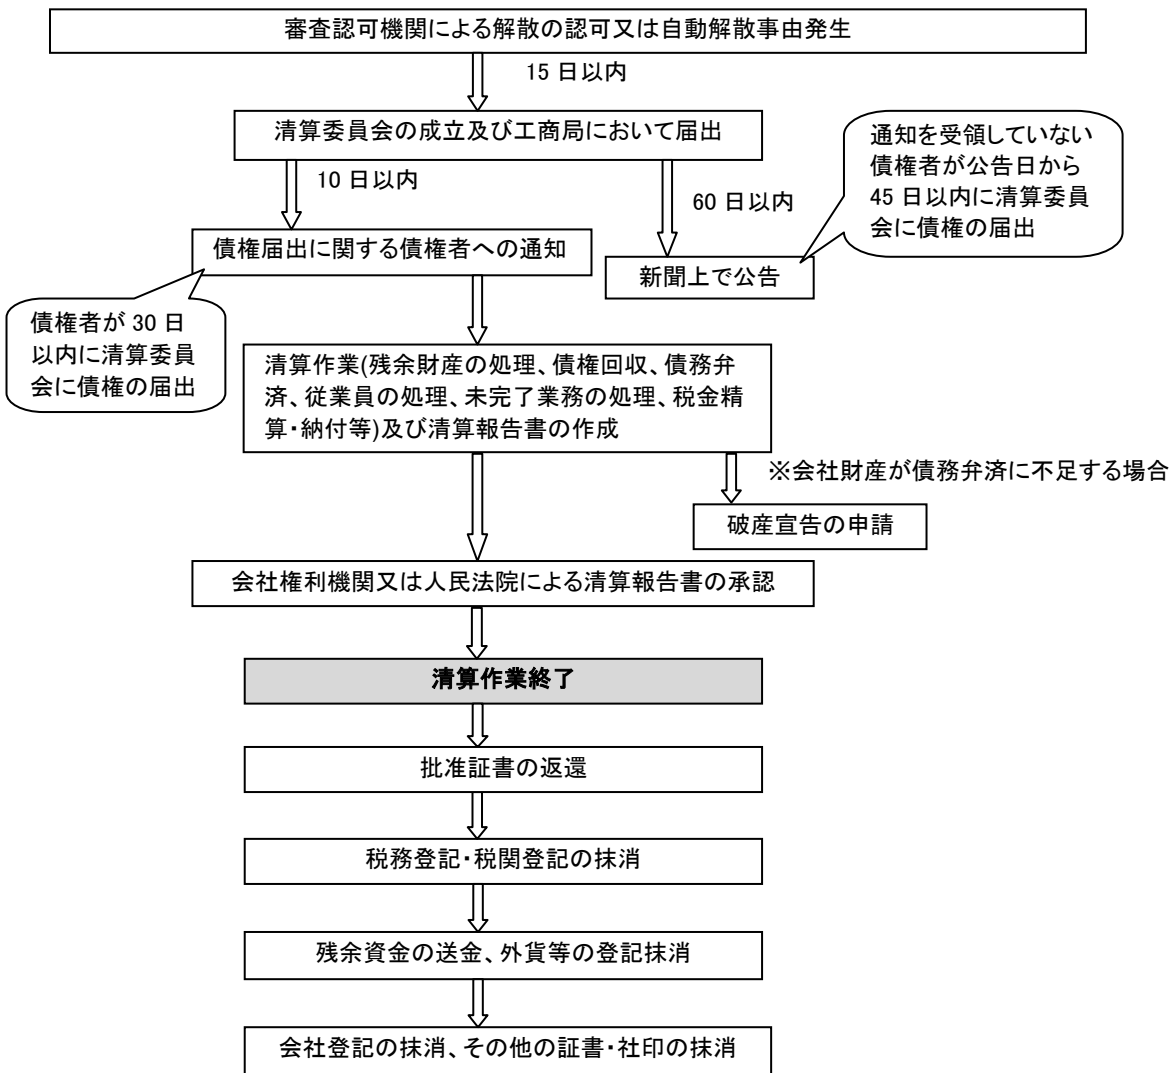 審査認可機関による解散の認可又は自動解散事由発生
15 日以内
清算委員会の成立及び工商局において届出
通知を受領していない
債権者が公告日から
45 日以内に清算委員
会に債権の届出
10 日以内
60 日以内
債権届出に関する債権者への通知
新聞上で公告
債権者が 30 日
以内に清算委員
会に債権の届出
清算作業(残余財産の処理、債権回収、債務弁
済、従業員の処理、未完了業務の処理、税金精
算・納付等)及び清算報告書の作成
※会社財産が債務弁済に不足する場合
破産宣告の申請
会社権利機関又は人民法院による清算報告書の承認
清算作業終了
批准証書の返還
税務登記・税関登記の抹消
残余資金の送金、外貨等の登記抹消
会社登記の抹消、その他の証書・社印の抹消